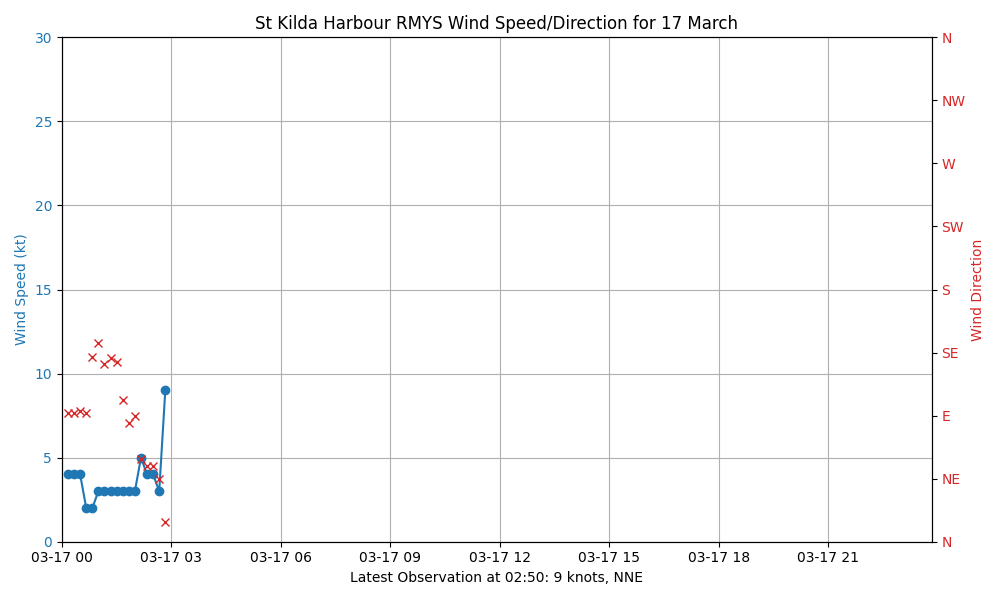 St Kilda Harbour RMYS Wind Speed/Direction for 17 March
30
25
20
15
10
5
0
Wind Speed (kt)
N
NW
W
SW
S
SE
E
NE
N
Wind Direction
03-17 00 03-17 03 03-17 06 03-17 09 03-17 12 03-17 15 03-17 18 03-17 21
Latest Observation at 02:50: 9 knots, NNE